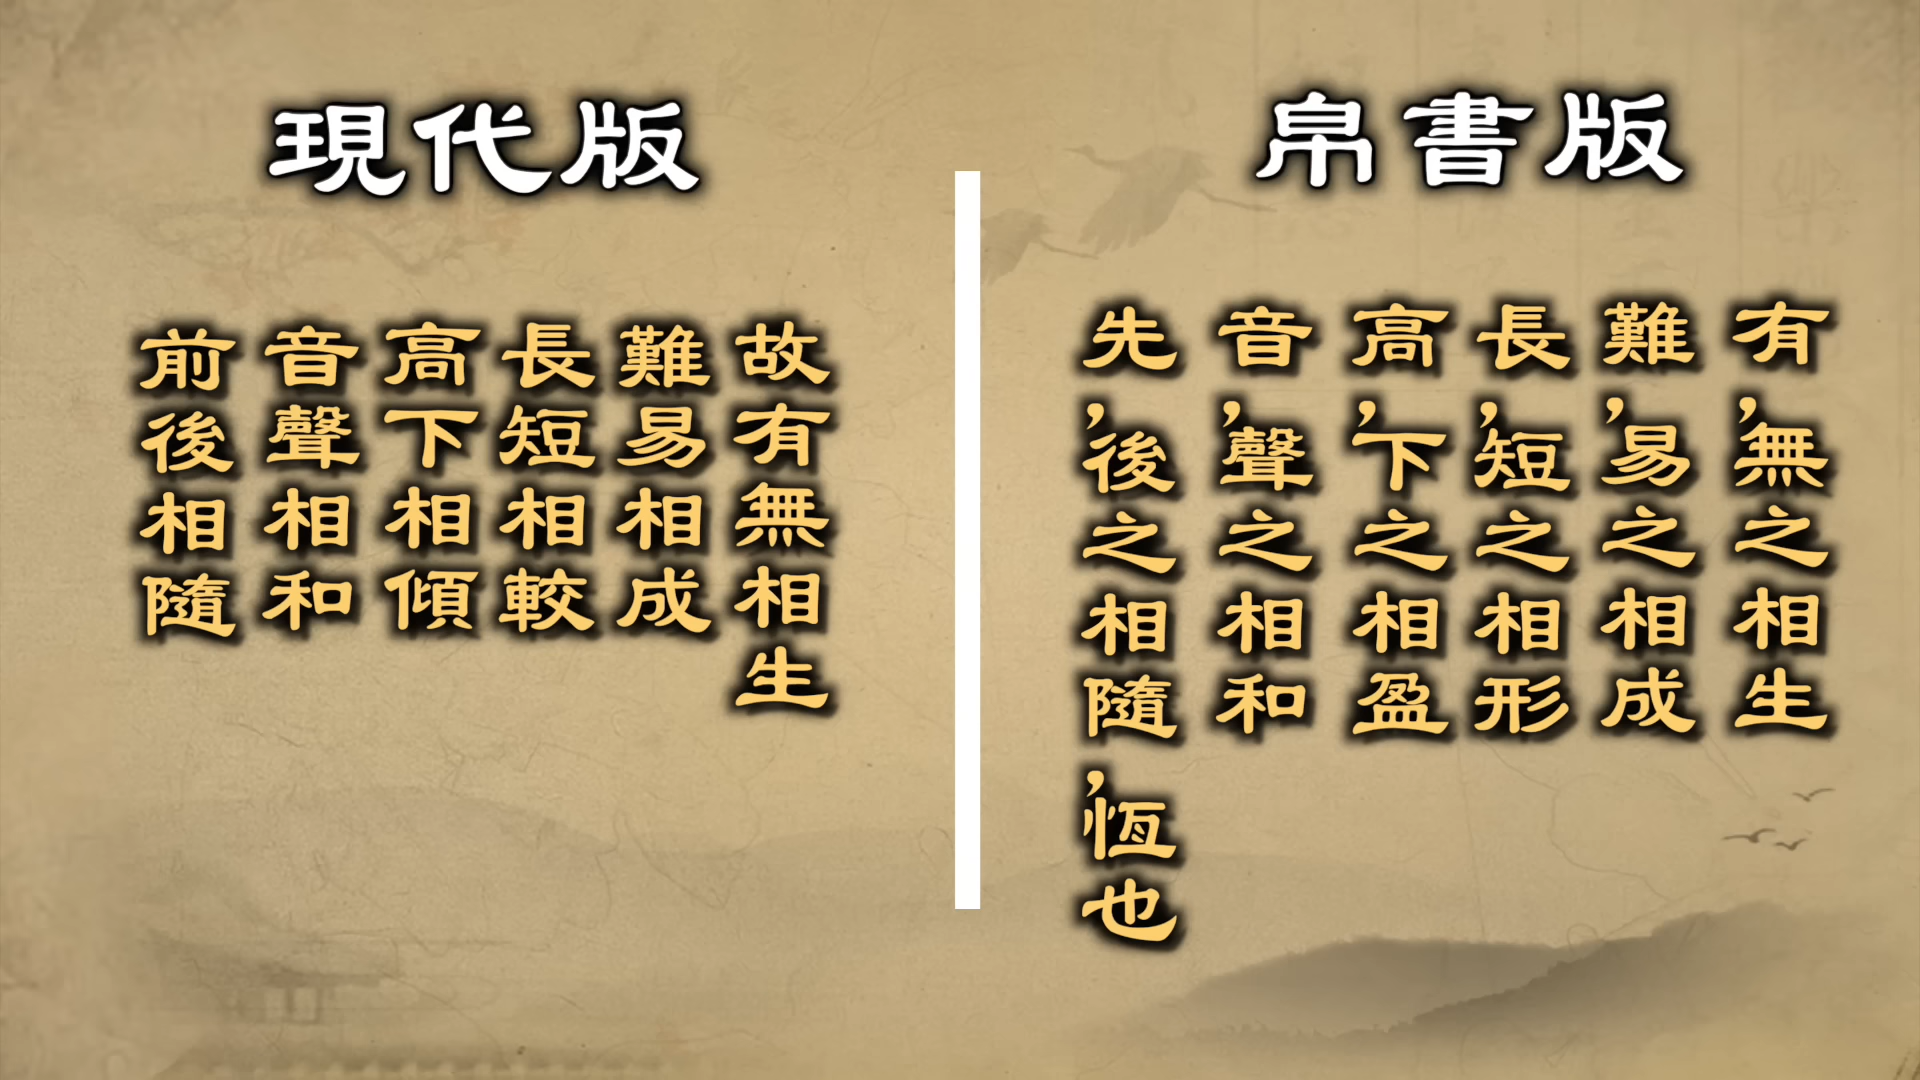 現代版
故有無相生
難易相成
長短相較
高下相傾
音聲相和
前後相隨
帛書版
有,無之相生
難,易之相成
長,短之相形
高,下之相盈
音,聲之相和
先,後之相隨,恆也